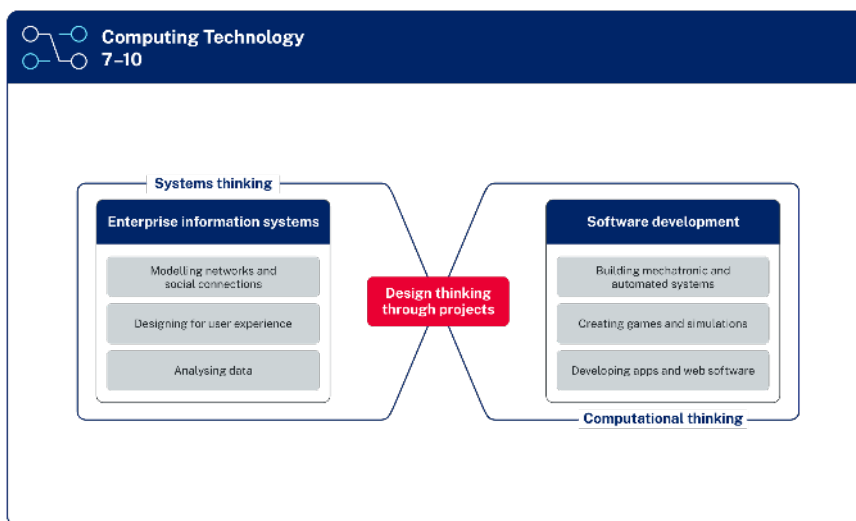 Computing Technology
7–10
Systems thinking
Enterprise information systems
Modelling networks and
social connections
Designing for user experience
Analysing data
Design thinking
through projects
Software development
Building mechatronic and
automated systems
Creating games and simulations
Developing apps and web software
Computational thinking